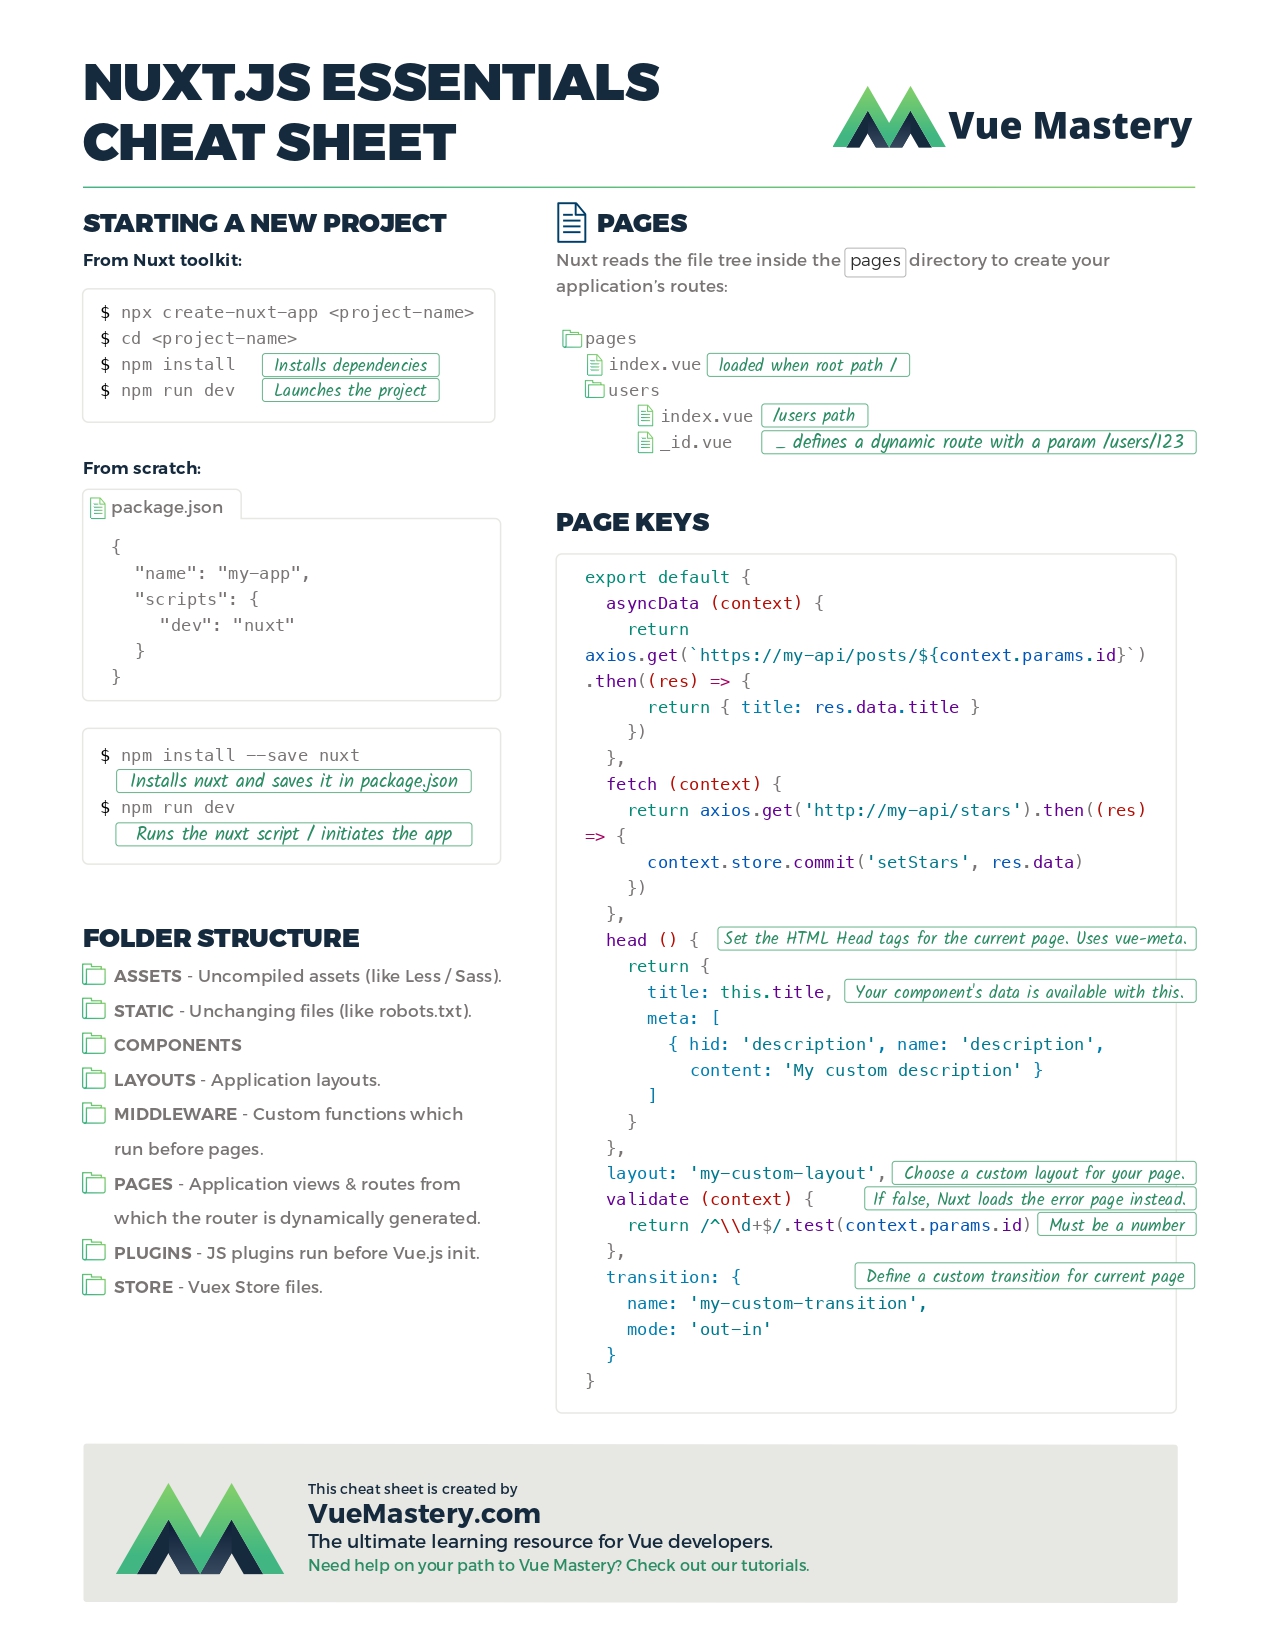 NUXT.JS ESSENTIALS
CHEAT SHEET
Vue Mastery
STARTING A NEW PROJECT
From Nuxt toolkit:
$ npx create-nuxt-app <project-name>
$ cd <project-name>
$ npm install Installs dependencies
$ npm run dev Launches the project
From scratch:
package.json
{
"name": "my-app",
"scripts": {
"dev": "nuxt"
}
}
$ npm install --save nuxt
Installs nuxt and saves it in package.json
$ npm run dev
Runs the nuxt script / initiates the app
FOLDER STRUCTURE
ASSETS - Uncompiled assets (like Less / Sass).
STATIC - Unchanging files (like robots.txt).
COMPONENTS
LAYOUTS - Application layouts.
MIDDLEWARE - Custom functions which
run before pages.
PAGES - Application views & routes from
which the router is dynamically generated.
PLUGINS - JS plugins run before Vue.js init.
STORE - Vuex Store files.
PAGES
Nuxt reads the file tree inside the pages directory to create your
application's routes:
pages
index.vue loaded when root path /
users
index.vue /users path
_id.vue _ defines a dynamic route with a param /users/123
PAGE KEYS
export default {
asyncData (context) {
return
axios.get(`https://my-api/posts/${context.params.id}`)
.then((res) => {
return { title: res.data.title }
})
},
fetch (context) {
return axios.get('http://my-api/stars').then((res)
=> {
context.store.commit('setStars', res.data)
})
},
head () { Set the HTML Head tags for the current page. Uses vue-meta.
return {
title: this.title, Your component's data is available with this.
meta: [
{ hid: 'description', name: 'description',
content: 'My custom description' }
]
}
},
layout: 'my-custom-layout', Choose a custom layout for your page.
validate (context) { If false, Nuxt loads the error page instead.
return /^\\d+$/.test(context.params.id) Must be a number
},
transition: { Define a custom transition for current page
name: 'my-custom-transition',
mode: 'out-in'
}
}
This cheat sheet is created by
VueMastery.com
The ultimate learning resource for Vue developers.
Need help on your path to Vue Mastery? Check out our tutorials.